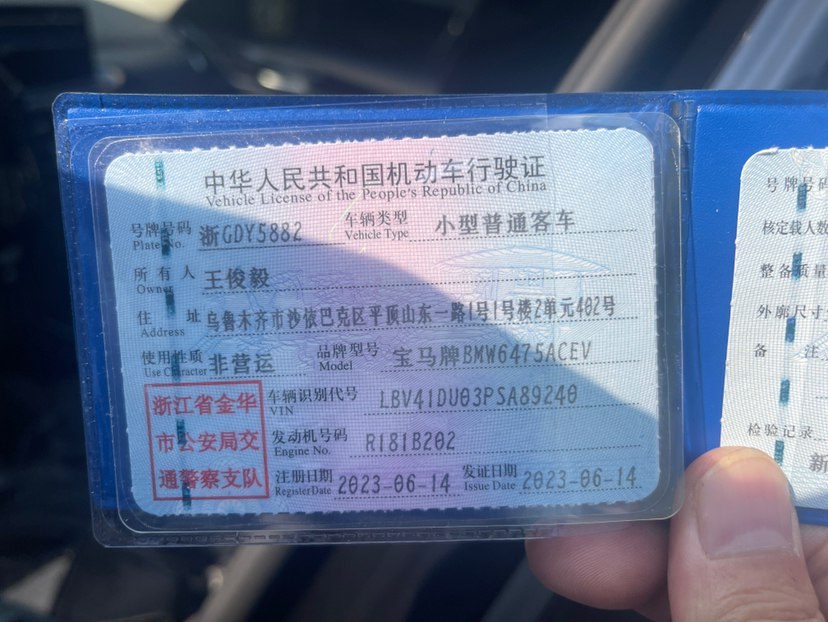 中华人民共和国机动车行驶证
Vehicle License of the People's Republic of China
号牌号码 浙GDY5882 车辆类型 小型普通客车
Plate No. Vehicle Type
所有人 王俊毅
Owner
住址 乌鲁木齐市沙依巴克区平顶山东一路1号1号楼2单元402号
Address
使用性质 非营运 品牌型号 宝马牌BMW6475ACEV
Use Character Model
浙江省金华
市公安局交
通警察支队
车辆识别代号 LBV41DU03PSA89240
VIN
发动机号码 R181B202
Engine No.
注册日期 2023-06-14 发证日期 2023-06-14
Register Date Issue Date
号牌号码
核定载人数
整备质量
外廓尺寸
备 注
检验记录
新